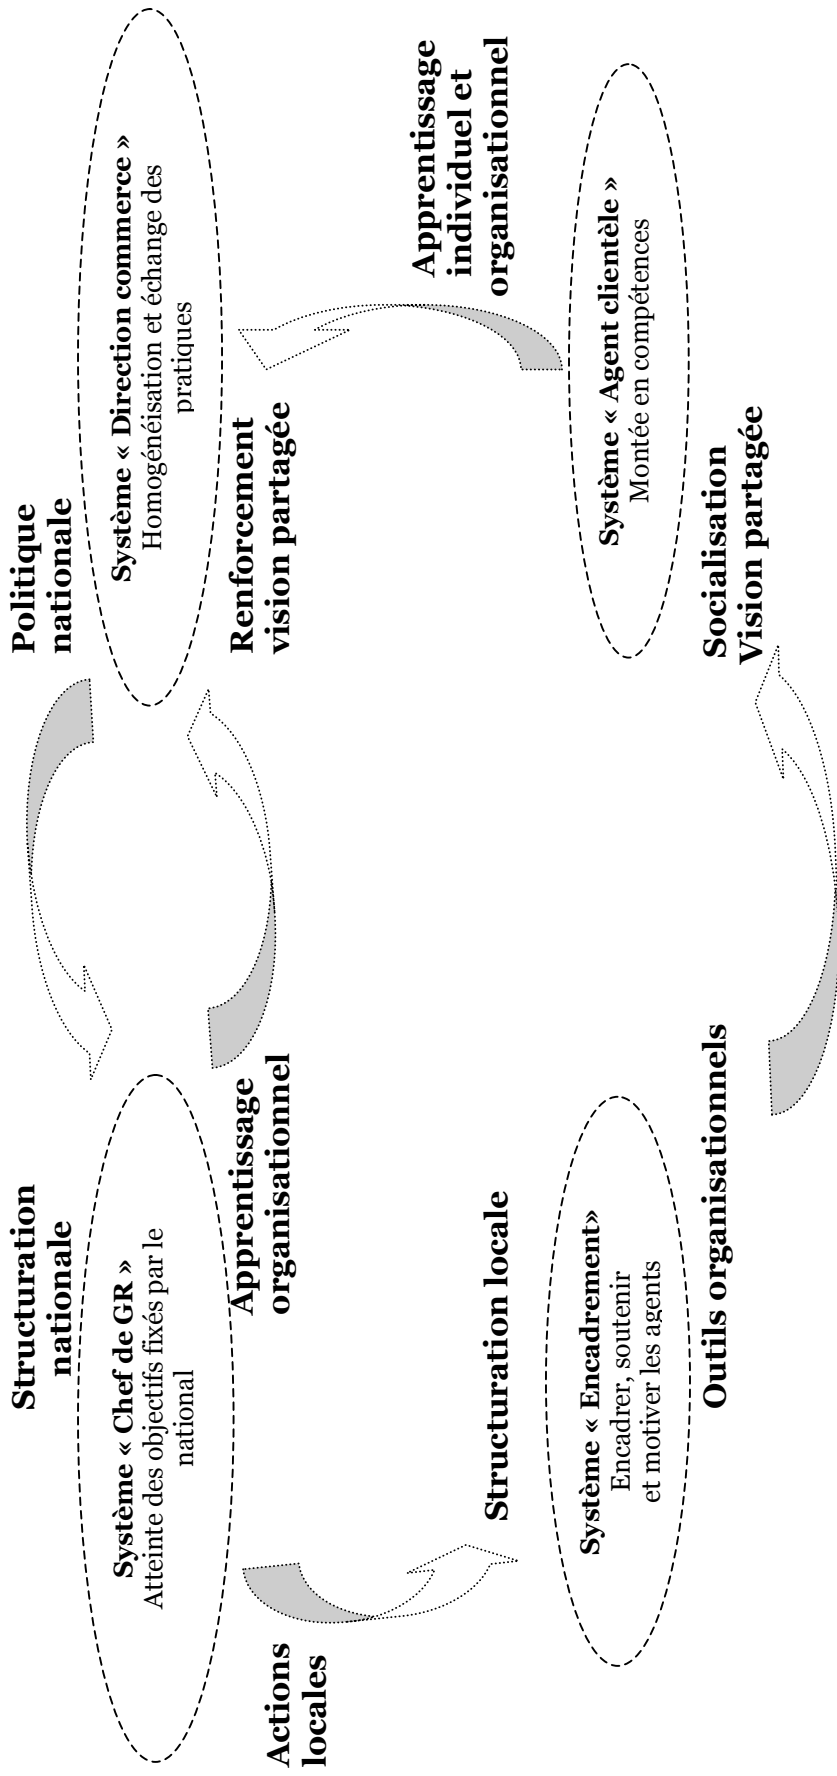 Structuration
nationale
Politique
nationale
Système « Chef de GR »
Atteinte des objectifs fixés par le
national
Système « Direction commerce »
Homogénéisation et échange des
pratiques
Apprentissage
organisationnel
Renforcement
vision partagée
Actions
locales
Structuration locale
Apprentissage
individuel et
organisationnel
Système « Encadrement»
Encadrer, soutenir
et motiver les agents
Système « Agent clientèle »
Montée en compétences
Outils organisationnels
Socialisation
Vision partagée